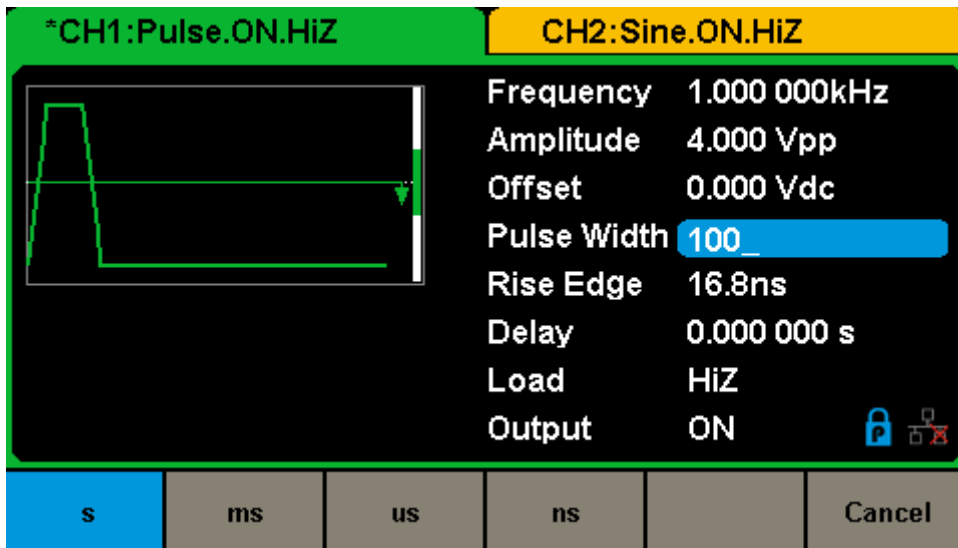 *CH1:Pulse.ON.HiZ
CH2:Sine.ON.HiZ
Frequency 1.000 000kHz
Amplitude 4.000 Vpp
Offset 0.000 Vdc
Pulse Width 100_
Rise Edge 16.8ns
Delay 0.000 000 s
Load HiZ
Output ON
P
s ms us ns Cancel